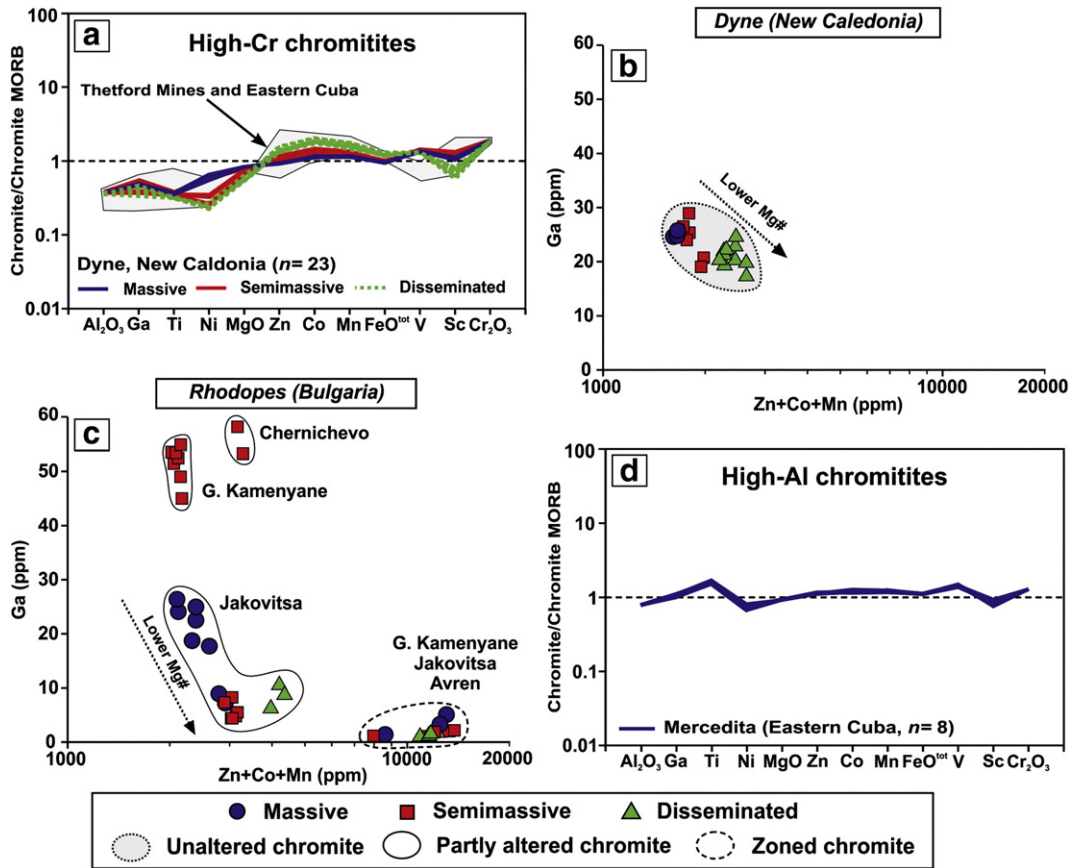 a
High-Cr chromitites
Thetford Mines and Eastern Cuba
Chromite/Chromite MORB
100
10
1
0.1
0.01
Dyne, New Caldonia (n= 23)
Massive Semimassive Disseminated
Al₂O₃ Ga Ti Ni MgO Zn Co Mn FeOᵗᵒᵗ V Sc Cr₂O₃
Dyne (New Caledonia)
b
Ga (ppm)
60
50
40
30
20
10
0
Lower Mg#
1000 10000 20000
Zn+Co+Mn (ppm)
Rhodopes (Bulgaria)
c
Ga (ppm)
60
50
40
30
20
10
0
Chernichevo
G. Kamenyane
Jakovitsa
Lower Mg#
G. Kamenyane
Jakovitsa
Avren
1000 10000 20000
Zn+Co+Mn (ppm)
d
High-Al chromitites
Chromite/Chromite MORB
100
10
1
0.1
0.01
Mercedita (Eastern Cuba, n= 8)
Al₂O₃ Ga Ti Ni MgO Zn Co Mn FeOᵗᵒᵗ V Sc Cr₂O₃
Massive Semimassive Disseminated
Unaltered chromite Partly altered chromite Zoned chromite